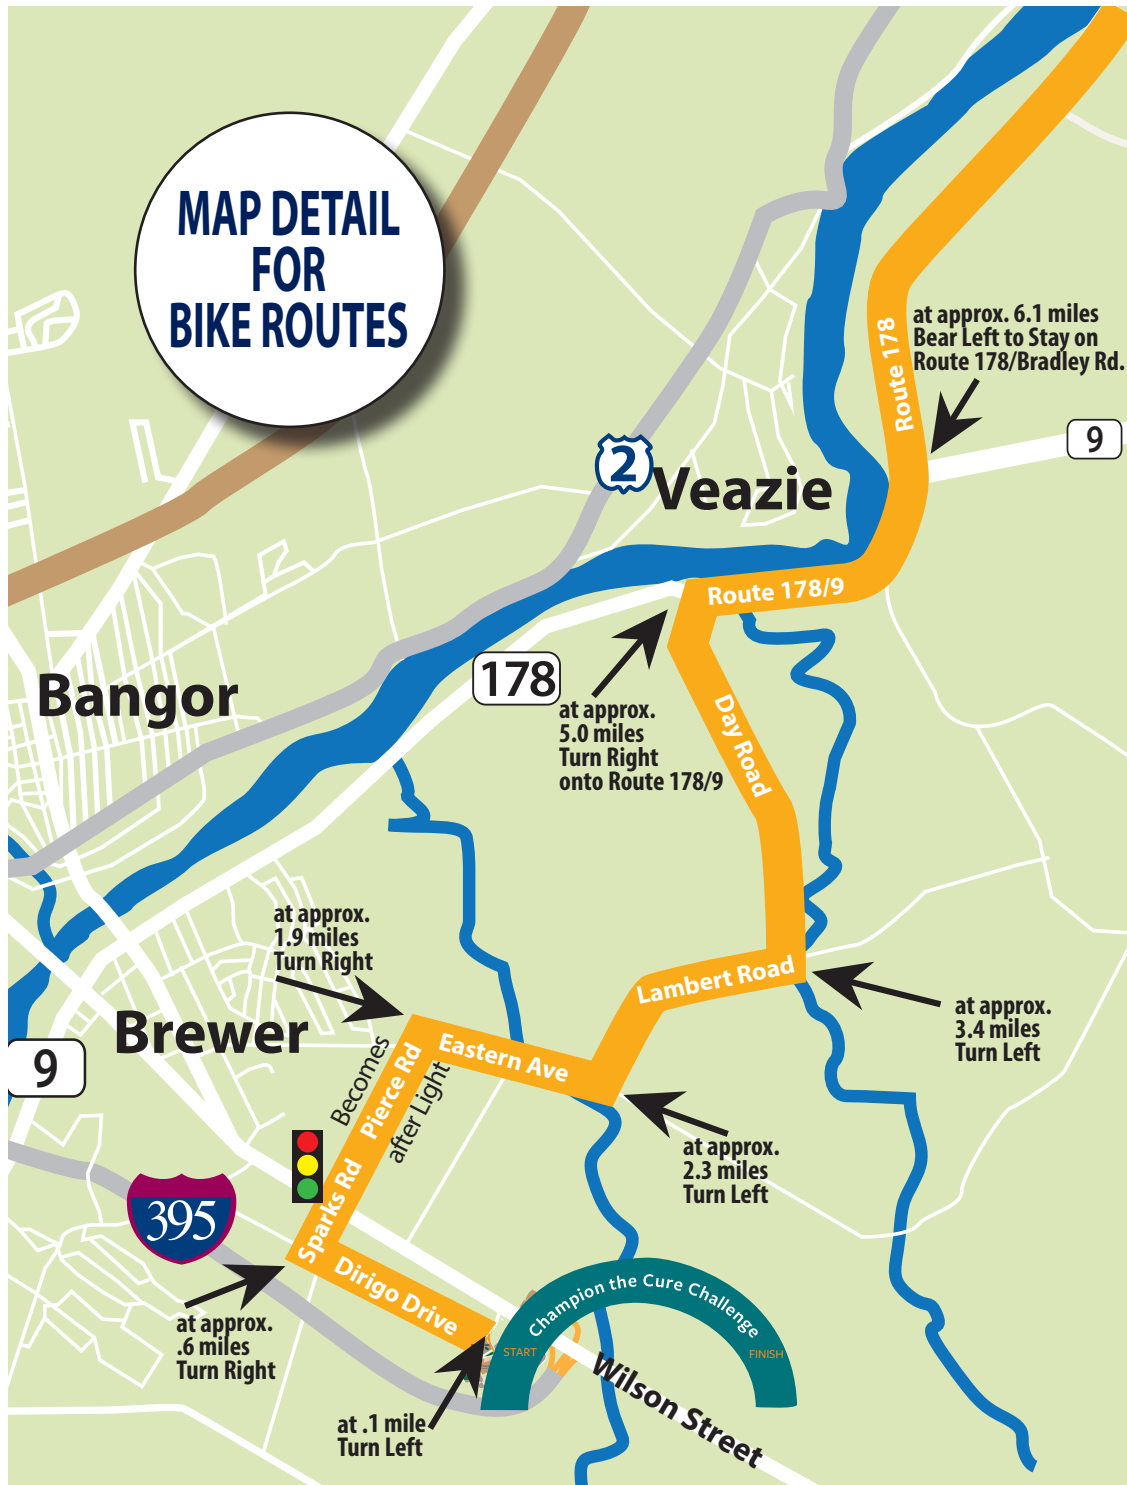 MAP DETAIL
FOR
BIKE ROUTES
at approx. 6.1 miles
Bear Left to Stay on
Route 178/Bradley Rd.
Route 178
9
2
Veazie
Route 178/9
178
Bangor
at approx.
5.0 miles
Turn Right
onto Route 178/9
Day Road
at approx.
1.9 miles
Turn Right
Lambert Road
at approx.
3.4 miles
Turn Left
Brewer
9
Eastern Ave
Becomes
Pierce Rd
after Light
at approx.
2.3 miles
Turn Left
Sparks Rd
395
Dirigo Drive
Champion the Cure Challenge
START
FINISH
at approx.
.6 miles
Turn Right
Wilson Street
at .1 mile
Turn Left